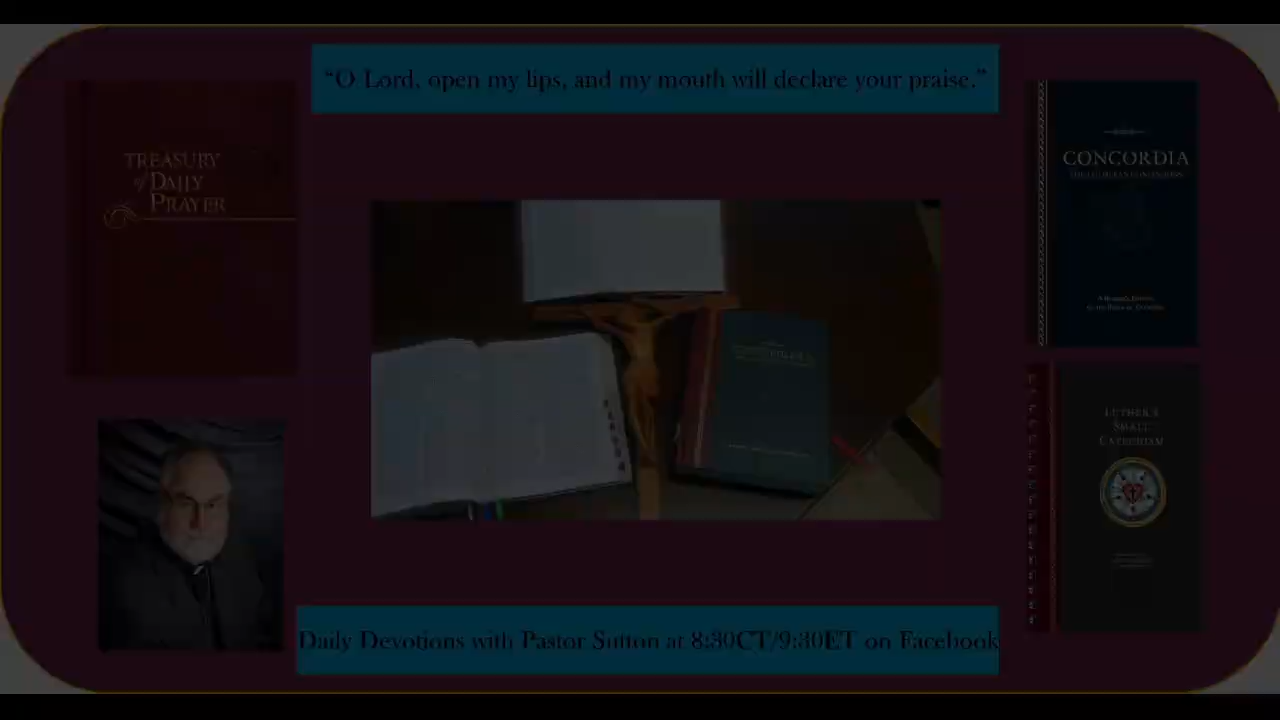 “O Lord, open my lips, and my mouth will declare your praise.”
TREASURY
of DAILY
PRAYER
CONCORDIA
THE LUTHERAN CONFESSIONS
CONCORDIA
LUTHER'S
SMALL
CATECHISM
Daily Devotions with Pastor Sutton at 8:30CT/9:30ET on Facebook